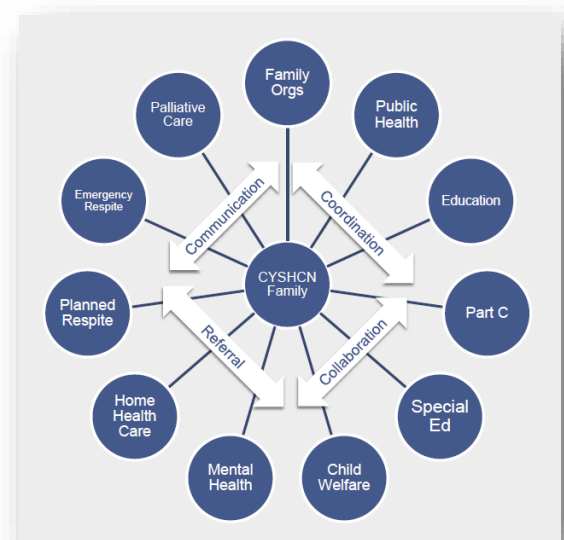 Family
Orgs
Public
Health
Education
Part C
Special
Ed
Child
Welfare
Mental
Health
Home
Health
Care
Planned
Respite
Emergency
Respite
Palliative
Care
Communication
Coordination
Collaboration
Referral
CYSHCN
Family